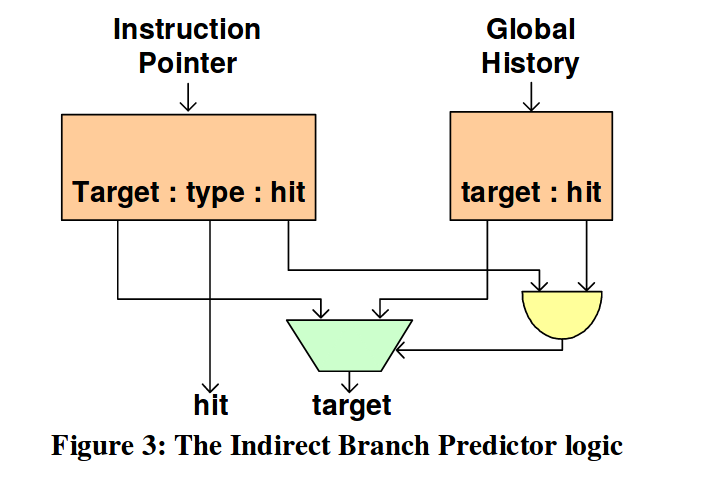 Instruction
Pointer
Global
History
Target : type : hit
target : hit
hit
target
Figure 3: The Indirect Branch Predictor logic